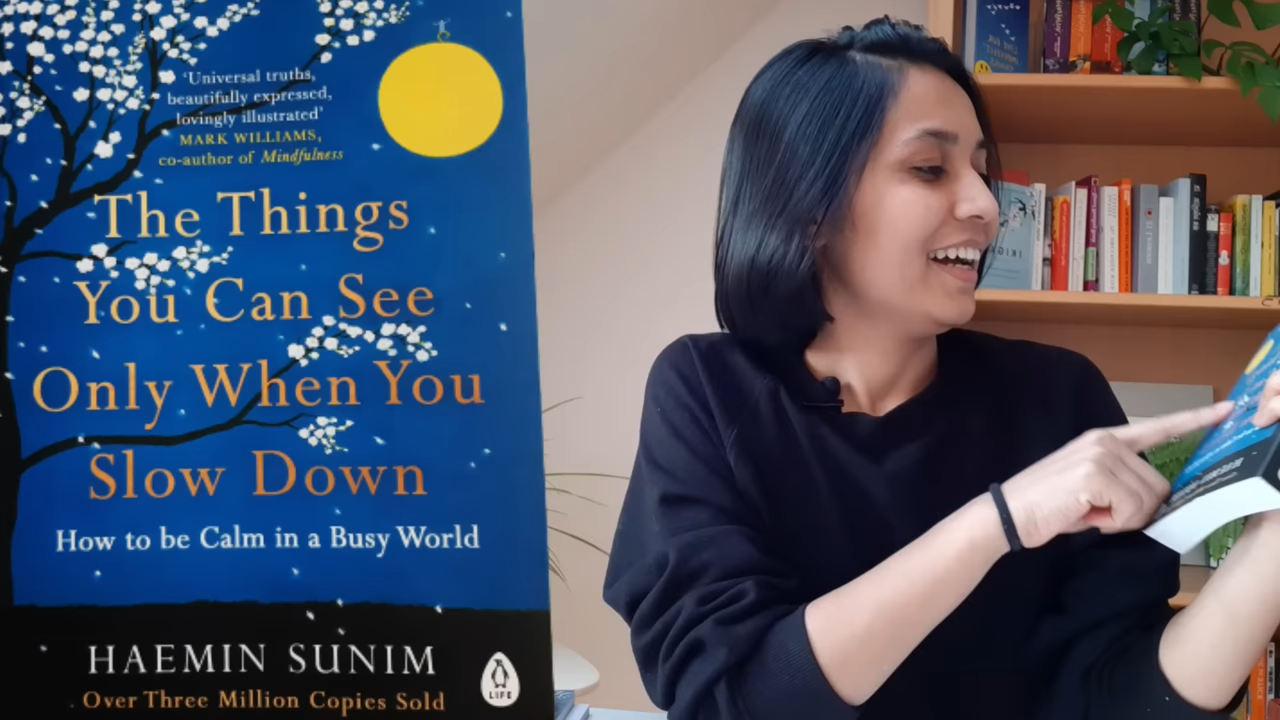 'Universal truths,
beautifully expressed,
lovingly illustrated'
MARK WILLIAMS,
co-author of Mindfulness
The Things
You Can See
Only When You
Slow Down
How to be Calm in a Busy World
HAEMIN SUNIM
Over Three Million Copies Sold
LIFE